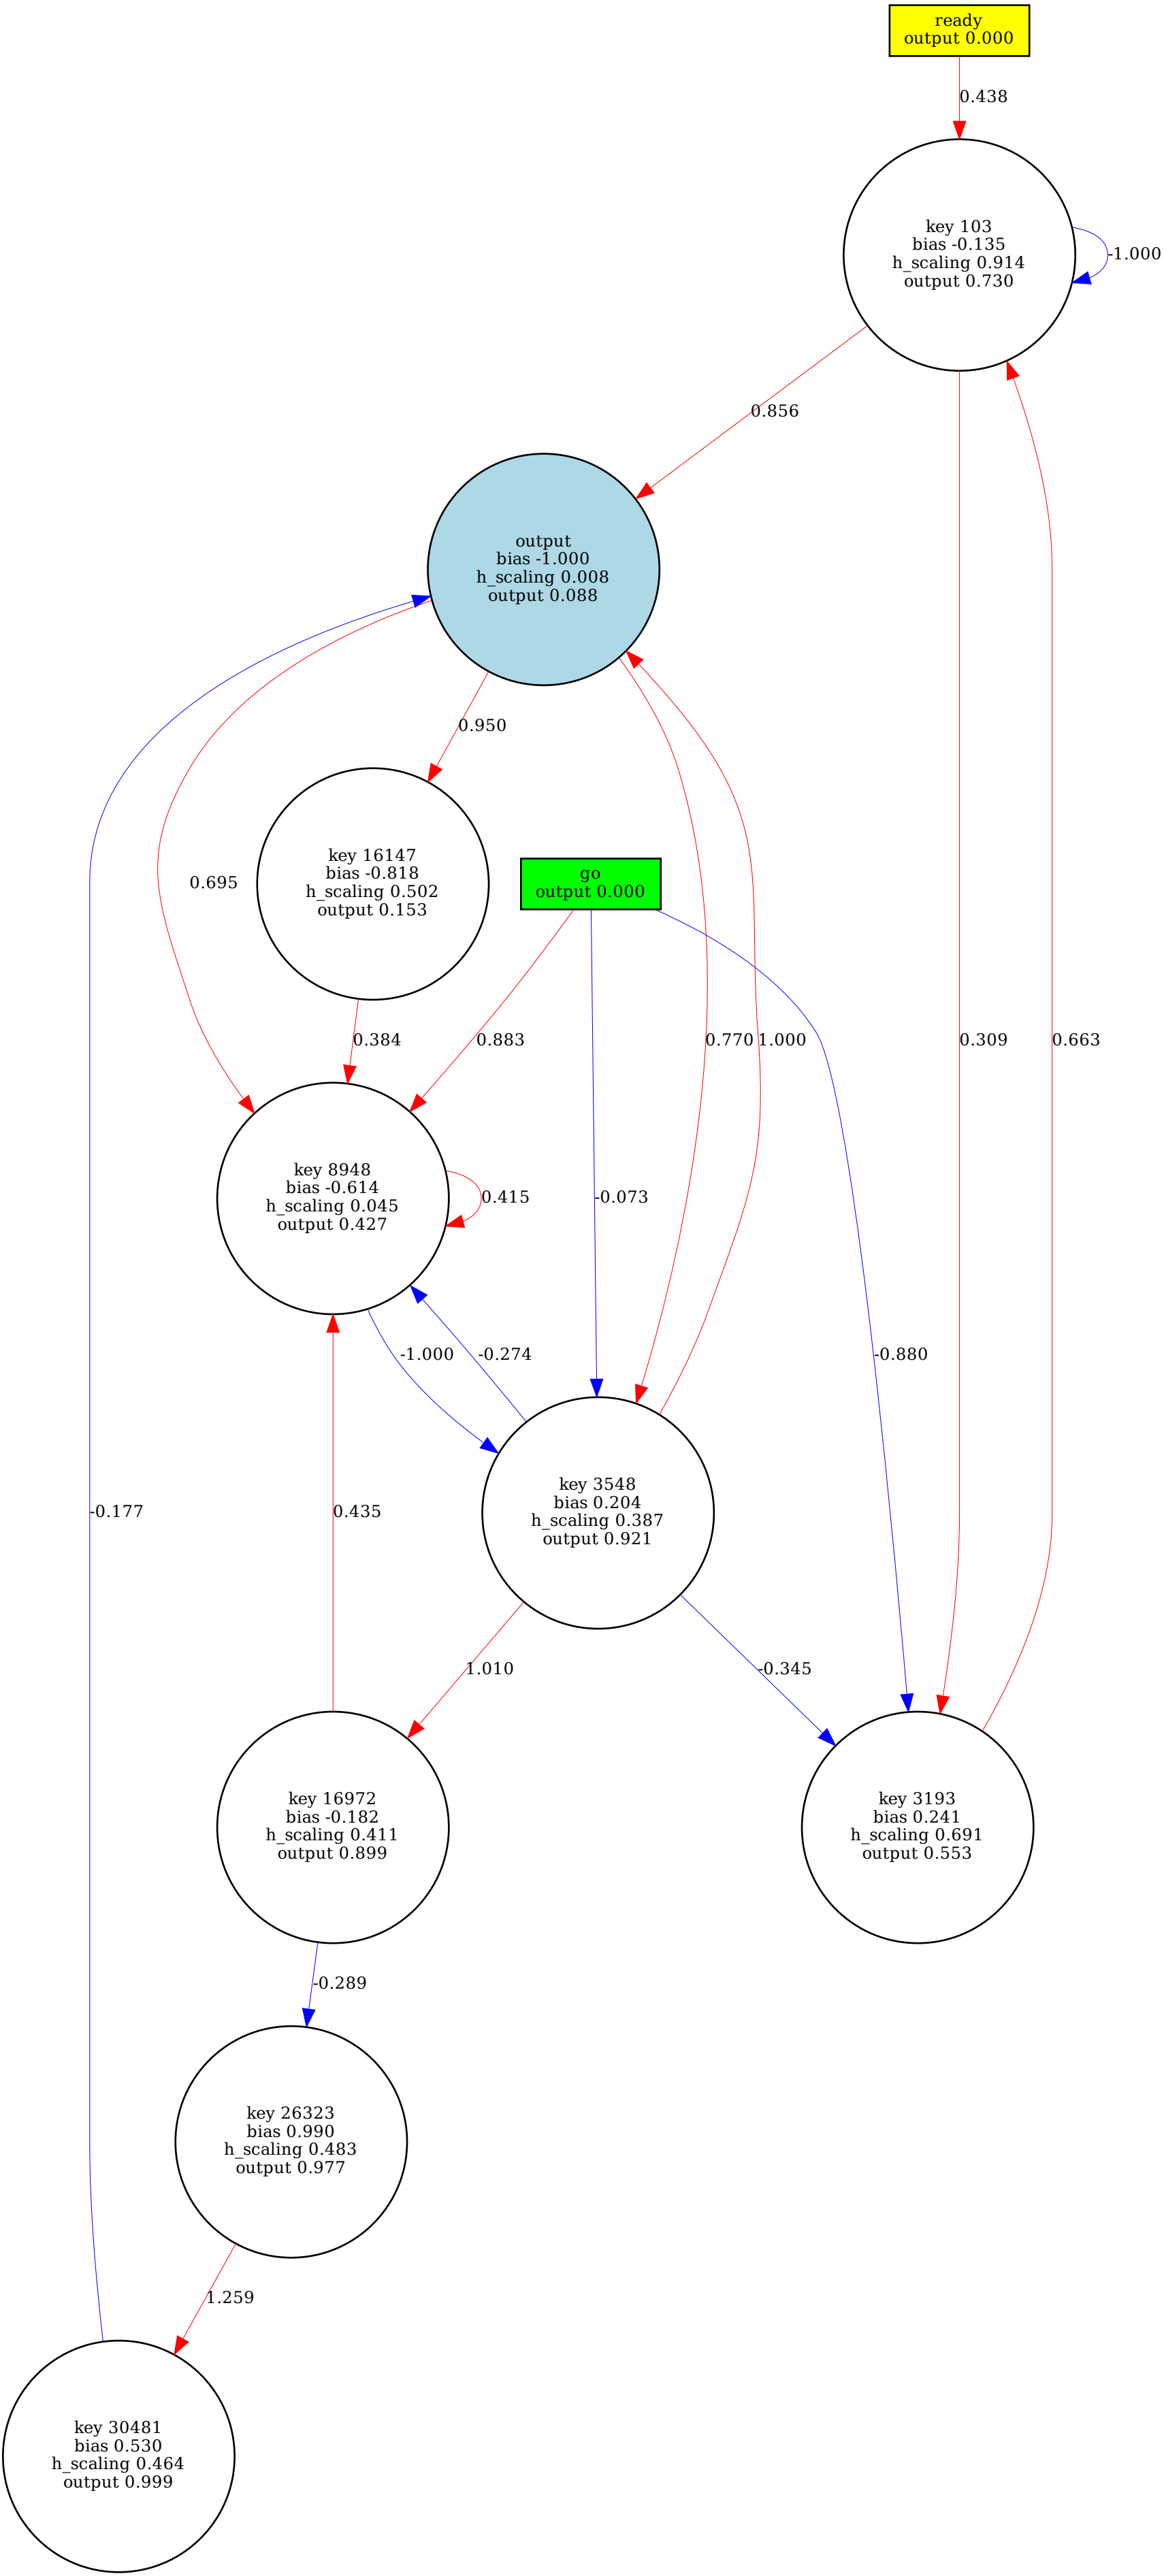 ready
output 0.000
0.438
key 103
bias -0.135
h_scaling 0.914
output 0.730
-1.000
0.856
output
bias -1.000
h_scaling 0.008
output 0.088
0.950
key 16147
bias -0.818
h_scaling 0.502
output 0.153
go
output 0.000
0.695
0.384
0.883
0.770
1.000
0.309
0.663
key 8948
bias -0.614
h_scaling 0.045
output 0.427
0.415
-0.073
-1.000
-0.274
-0.880
key 3548
bias 0.204
h_scaling 0.387
output 0.921
-0.177
0.435
1.010
-0.345
key 16972
bias -0.182
h_scaling 0.411
output 0.899
key 3193
bias 0.241
h_scaling 0.691
output 0.553
-0.289
key 26323
bias 0.990
h_scaling 0.483
output 0.977
1.259
key 30481
bias 0.530
h_scaling 0.464
output 0.999